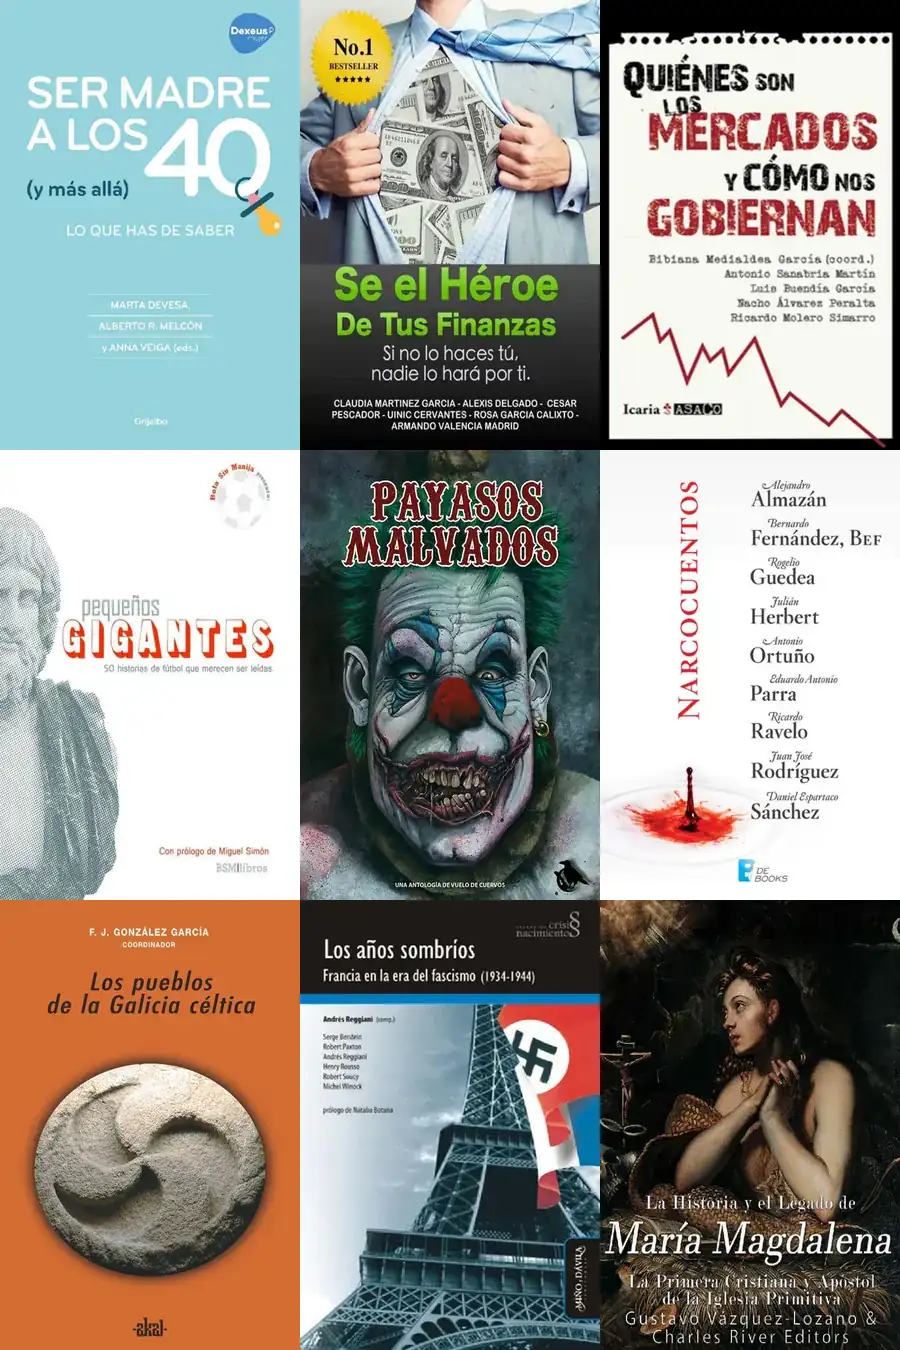 Dexeus
mujer
SER MADRE
A LOS 40
(y más allá)
LO QUE HAS DE SABER
MARTA DEVESA,
ALBERTO R. MELCÓN
y ANNA VEIGA (eds.)
Grijalbo
No.1
BESTSELLER
Se el Héroe
De Tus Finanzas
Si no lo haces tú,
nadie lo hará por ti.
CLAUDIA MARTINEZ GARCIA - ALEXIS DELGADO - CESAR
PESCADOR - UINIC CERVANTES - ROSA GARCIA CALIXTO -
ARMANDO VALENCIA MADRID
QUIÉNES SON
LOS
MERCADOS
Y CÓMO NOS
GOBIERNAN
Bibiana Medialdea García (coord.)
Antonio Sanabria Martín
Luis Buendía García
Nacho Álvarez Peralta
Ricardo Molero Simarro
Icaria ASACO
Bola Sin Manija presenta:
pequeños
GIGANTES
50 historias de fútbol que merecen ser leídas
Con prólogo de Miguel Simón
BSMlibros
PAYASOS
MALVADOS
UNA ANTOLOGÍA DE VUELO DE CUERVOS
NARCOCUENTOS
Alejandro
Almazán
Bernardo
Fernández, BEF
Rogelio
Guedea
Julián
Herbert
Antonio
Ortuño
Eduardo Antonio
Parra
Ricardo
Ravelo
Juan José
Rodríguez
Daniel Espartaco
Sánchez
B DE
BOOKS
F. J. GONZÁLEZ GARCÍA
COORDINADOR
Los pueblos
de la Galicia céltica
-akal-
Los años sombríos
Francia en la era del fascismo (1934-1944)
Andrés Reggiani (comp.)
Serge Berstein
Robert Paxton
Andrés Reggiani
Henry Rousso
Robert Soucy
Michel Winock
prólogo de Natalio Botana
MIÑO Y DÁVILA
La Historia y el Legado de
María Magdalena
La Primera Cristiana y Apóstol
de la Iglesia Primitiva
Gustavo Vázquez-Lozano &
Charles River Editors